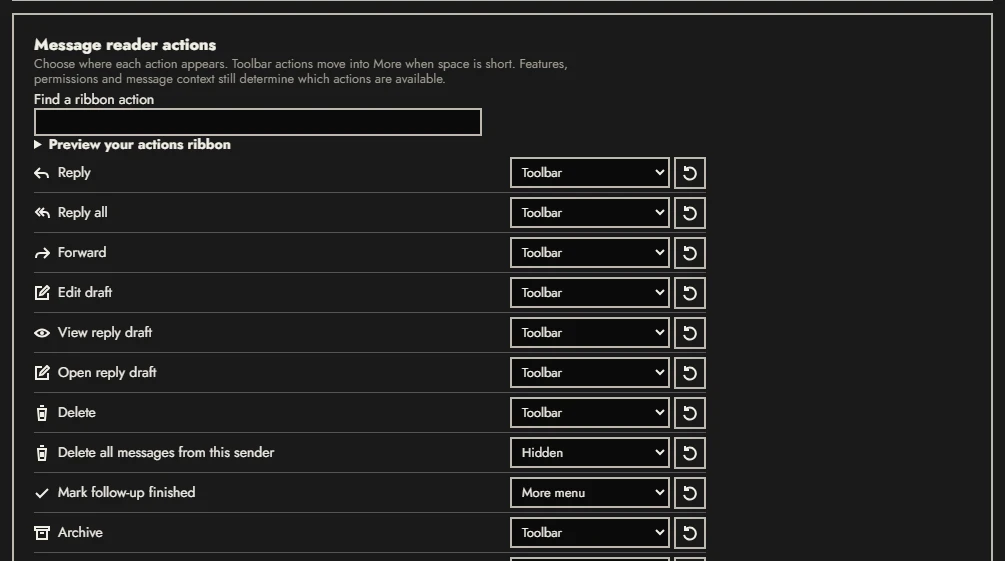 Message reader actions
Choose where each action appears. Toolbar actions move into More when space is short. Features,
permissions and message context still determine which actions are available.
Find a ribbon action
Preview your actions ribbon
Reply Toolbar
Reply all Toolbar
Forward Toolbar
Edit draft Toolbar
View reply draft Toolbar
Open reply draft Toolbar
Delete Toolbar
Delete all messages from this sender Hidden
Mark follow-up finished More menu
Archive Toolbar